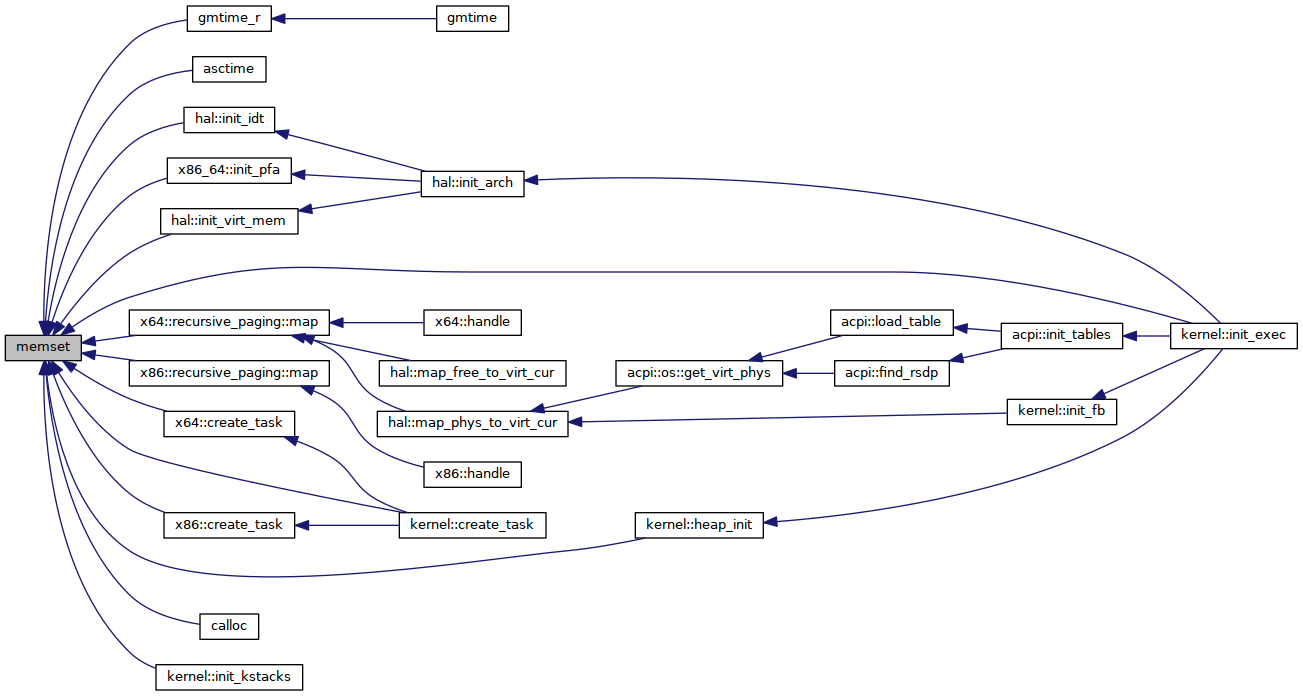 gmtime_r
gmtime
asctime
hal::init_idt
x86_64::init_pfa
hal::init_arch
hal::init_virt_mem
x64::recursive_paging::map
x64::handle
acpi::load_table
acpi::init_tables
kernel::init_exec
memset
x86::recursive_paging::map
hal::map_free_to_virt_cur
acpi::os::get_virt_phys
acpi::find_rsdp
x64::create_task
hal::map_phys_to_virt_cur
kernel::init_fb
x86::handle
x86::create_task
kernel::create_task
kernel::heap_init
calloc
kernel::init_kstacks